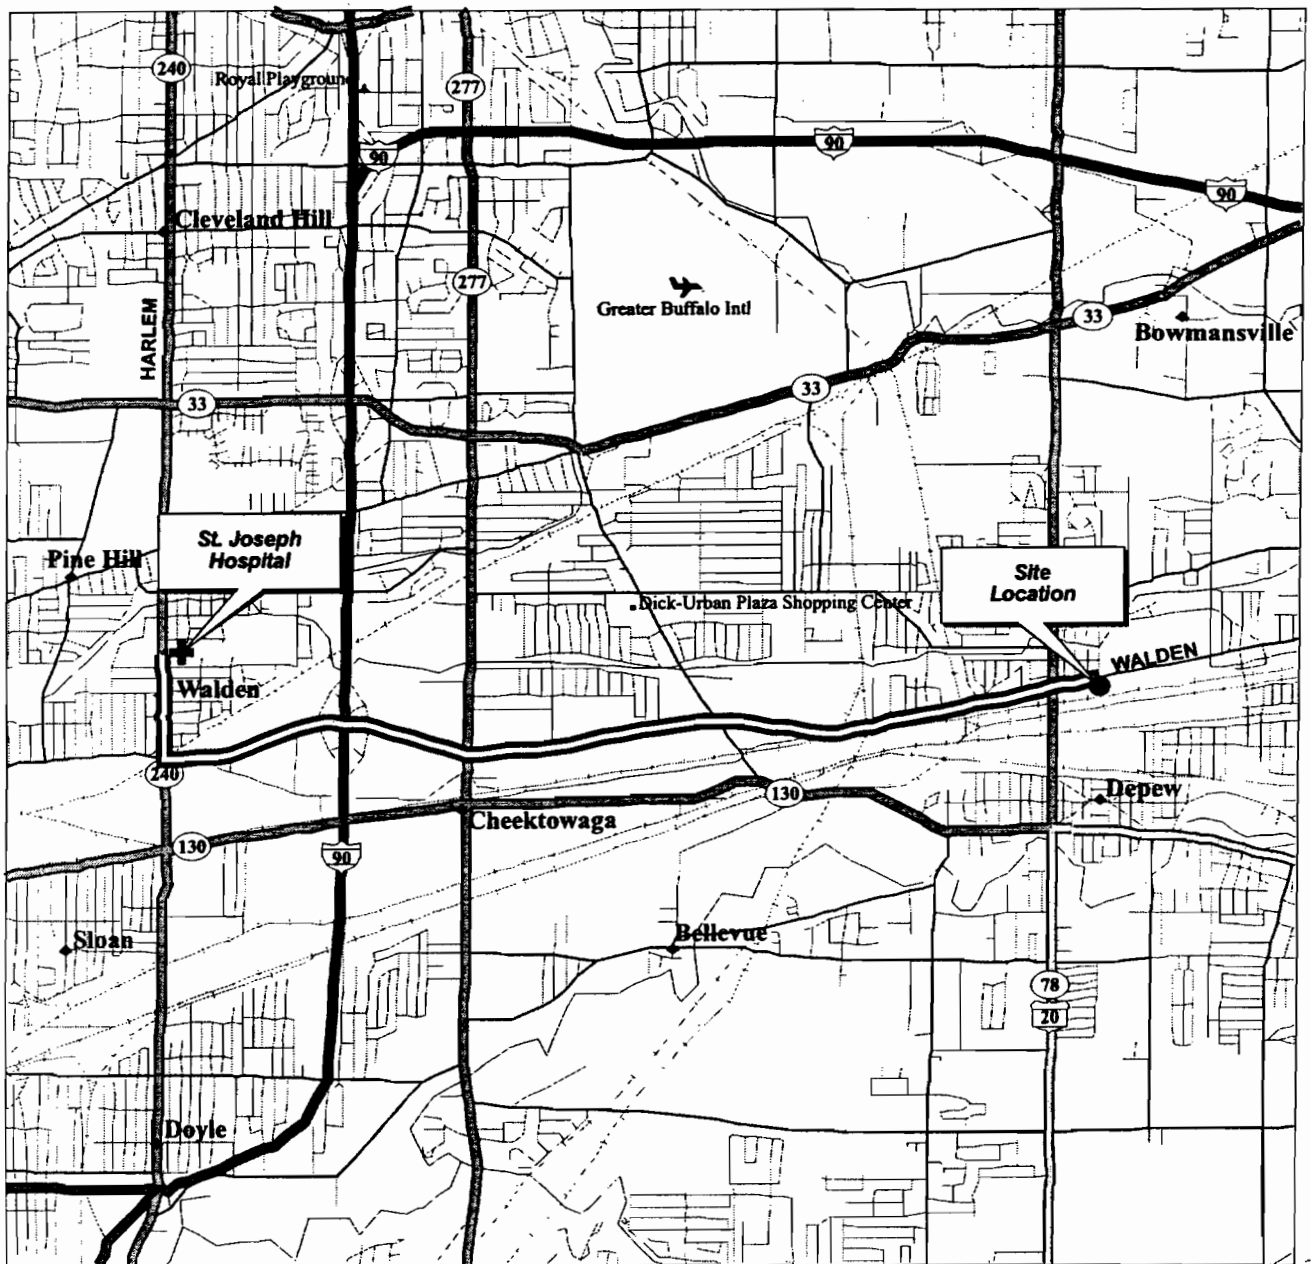 240
Royal Playground
277
90
90
90
Cleveland Hill
277
Greater Buffalo Intl
HARLEM
33
Bowmansville
33
33
St. Joseph
Hospital
Pine Hill
Site
Location
Dick-Urban Plaza Shopping Center
WALDEN
Walden
240
130
Depew
Cheektowaga
130
90
Sloan
Bellevue
78
20
Doyle